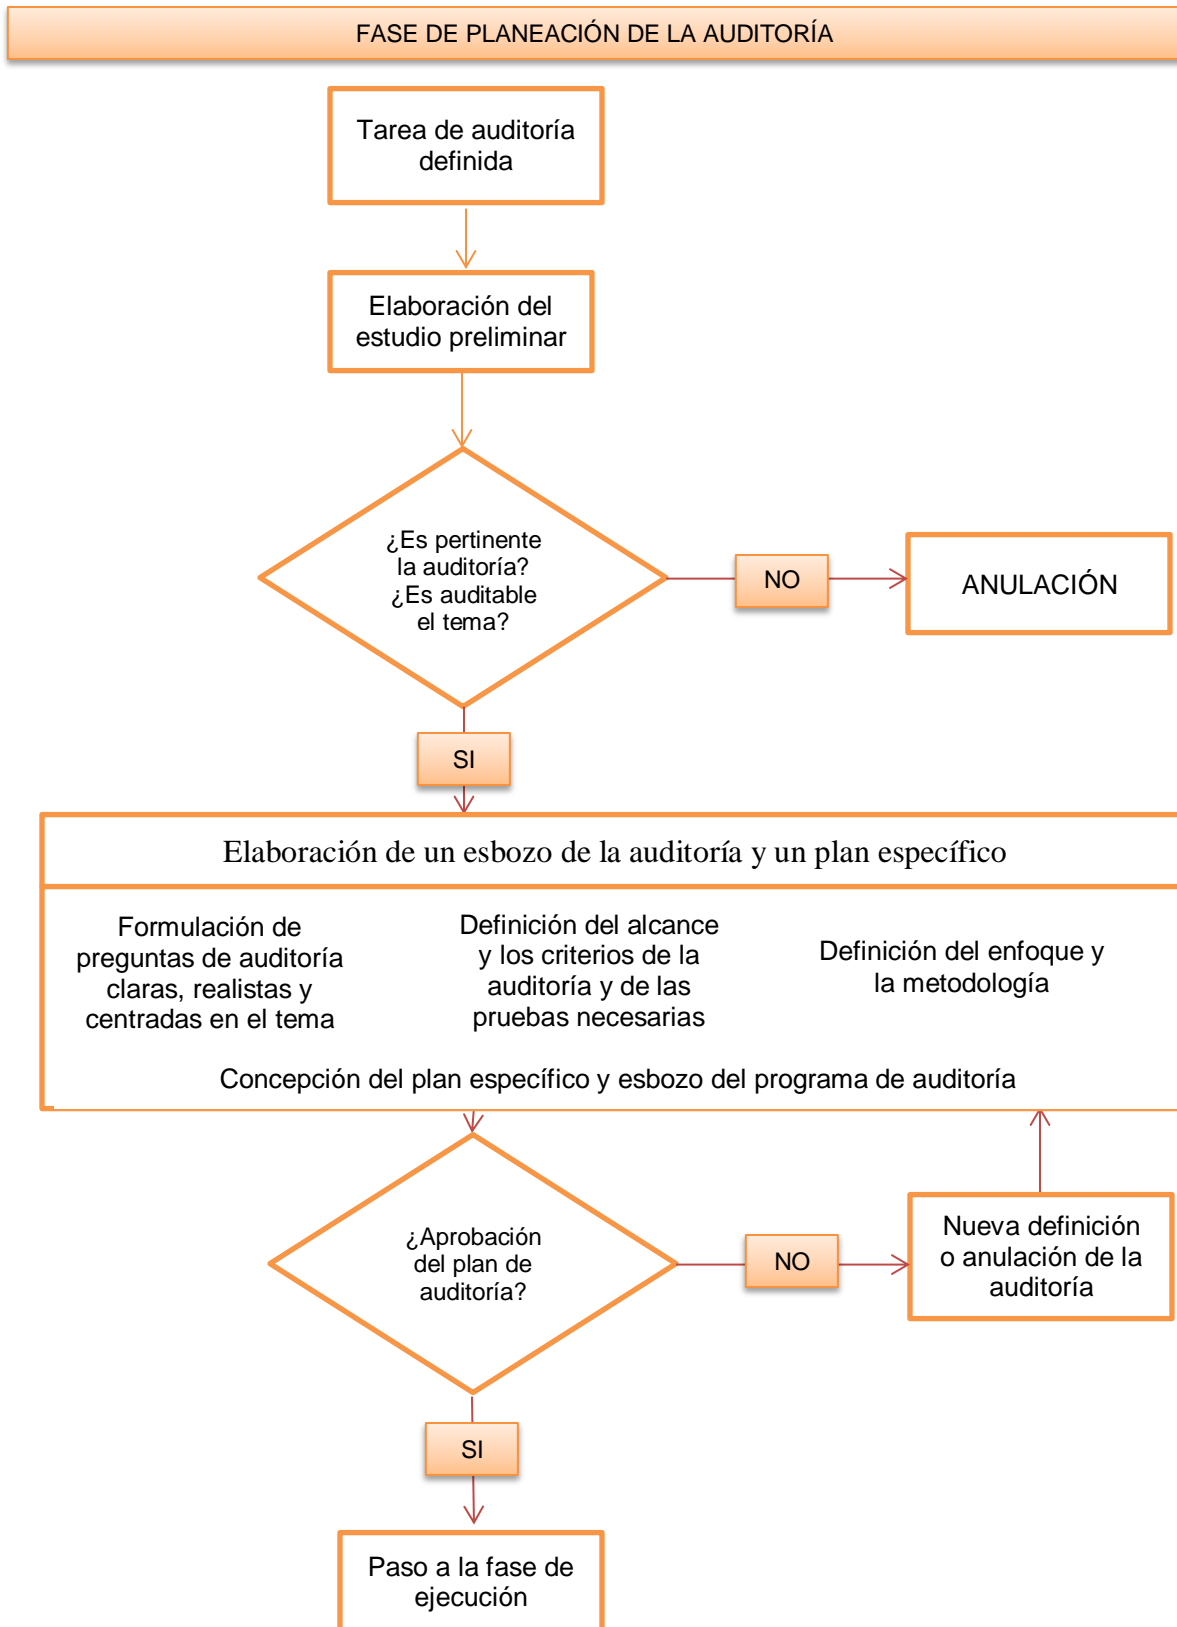 FASE DE PLANEACIÓN DE LA AUDITORÍA
Tarea de auditoría
definida
Elaboración del
estudio preliminar
¿Es pertinente
la auditoría?
¿Es auditable
el tema?
NO
ANULACIÓN
SI
Elaboración de un esbozo de la auditoría y un plan específico
Formulación de
preguntas de auditoría
claras, realistas y
centradas en el tema
Definición del alcance
y los criterios de la
auditoría y de las
pruebas necesarias
Definición del enfoque y
la metodología
Concepción del plan específico y esbozo del programa de auditoría
¿Aprobación
del plan de
auditoría?
NO
Nueva definición
o anulación de la
auditoría
SI
Paso a la fase de
ejecución